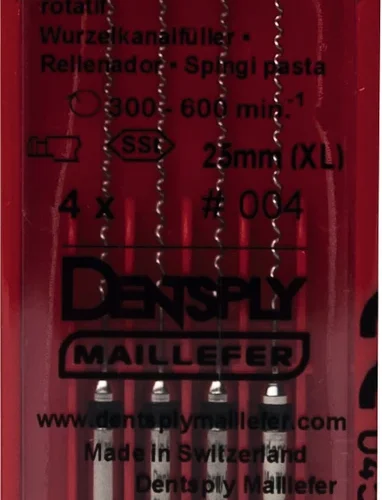 rotatif
Wurzelkanalfüller •
Rellenador • Spingi pasta
300 - 600 min.-1
SSt
25mm (XL)
4 x # 004
DENTSPLY
MAILLEFER
www.dentsplymaillefer.com
Made in Switzerland
Dentsply Maillefer